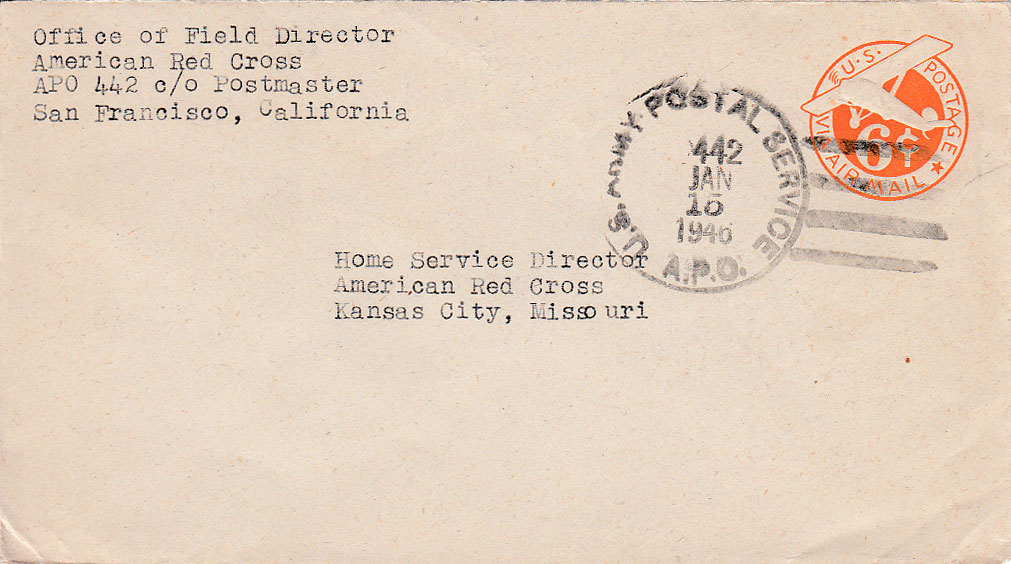 Office of Field Director
American Red Cross
APO 442 c/o Postmaster
San Francisco, California
U.S. POSTAGE
6¢
VIA AIR MAIL
U.S. ARMY POSTAL SERVICE
442
JAN
15
1946
A.P.O.
Home Service Director
American Red Cross
Kansas City, Missouri